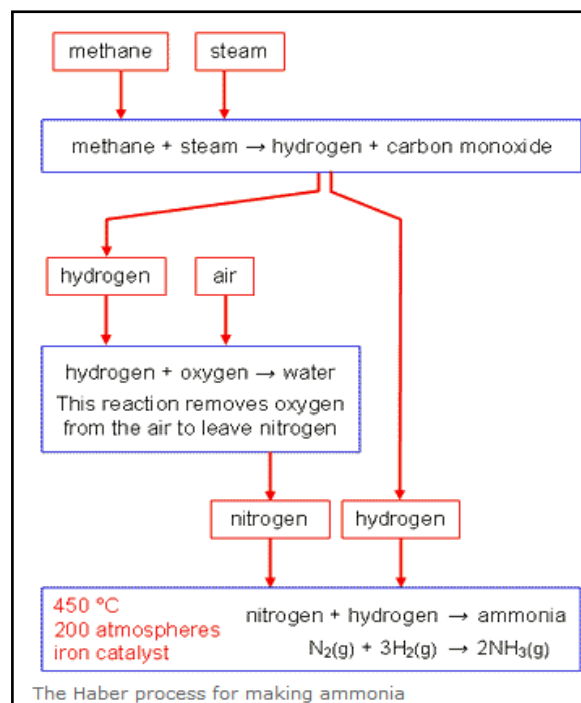 methane
steam
methane + steam → hydrogen + carbon monoxide
hydrogen
air
hydrogen + oxygen → water
This reaction removes oxygen
from the air to leave nitrogen
nitrogen
hydrogen
450 °C
200 atmospheres
iron catalyst
nitrogen + hydrogen → ammonia
N₂(g) + 3H₂(g) → 2NH₃(g)
The Haber process for making ammonia